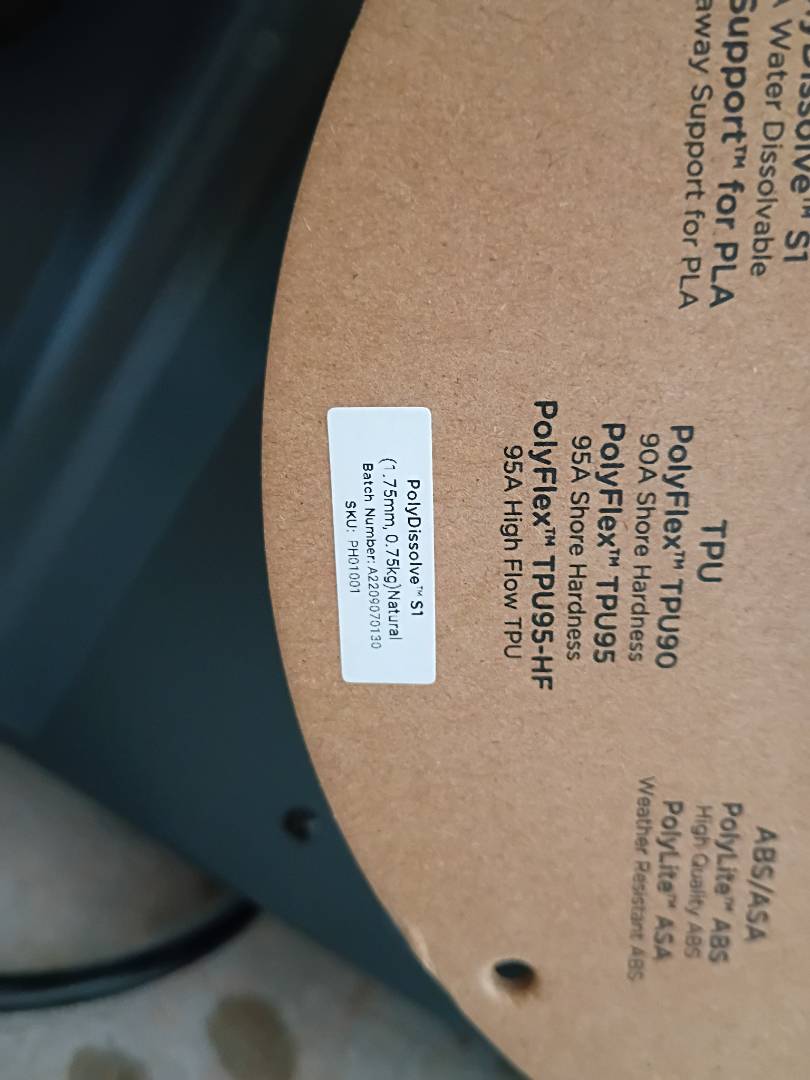 S1
Water Dissolvable
Support™ for PLA
away Support for PLA
TPU
PolyFlex™ TPU90
90A Shore Hardness
PolyFlex™ TPU95
95A Shore Hardness
PolyFlex™ TPU95-HF
95A High Flow TPU
PolyDissolve™ S1
(1.75mm, 0.75kg)Natural
Batch Number:A2209070130
SKU: PH01001
ABS/ASA
PolyLite™ ABS
High Quality ABS
PolyLite™ ASA
Weather Resistant ABS